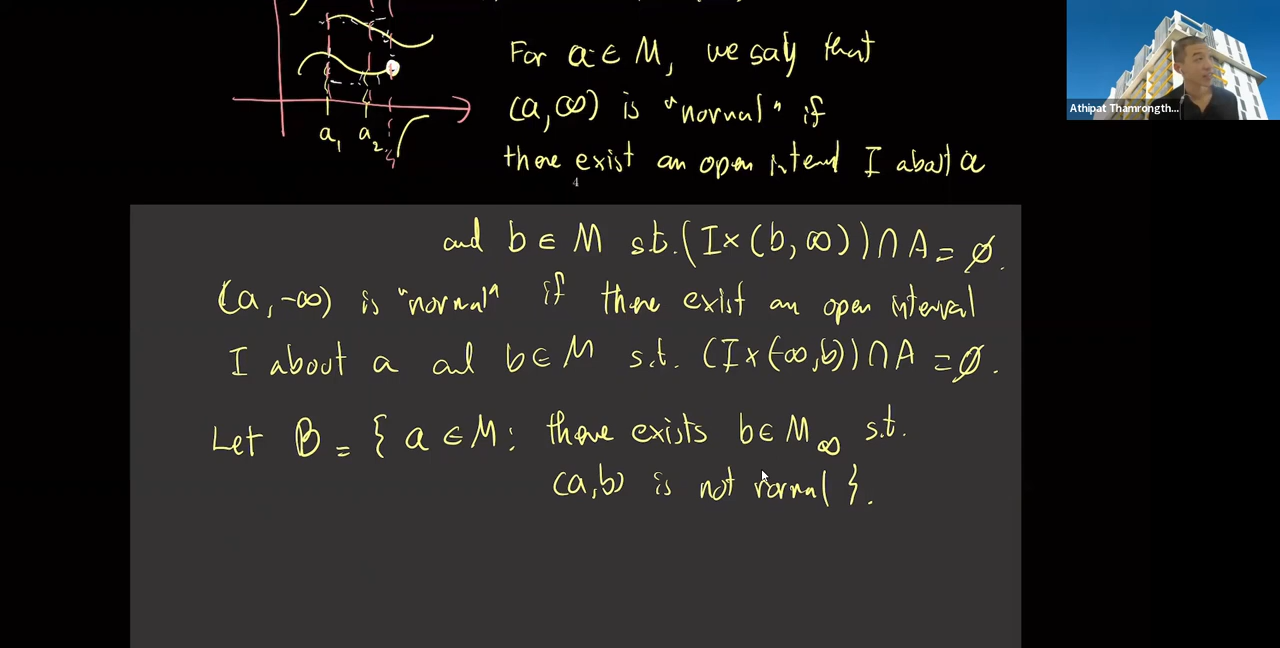 For a ∈ M, we say that
(a, ∞) is "normal" if
there exist an open interval I about a
a₁ a₂
Athipat Thamrongth...
and b ∈ M s.t. (I × (b, ∞)) ∩ A = ∅.
(a, -∞) is "normal" if there exist an open interval
I about a and b ∈ M s.t. (I × (-∞, b)) ∩ A = ∅.
Let B = { a ∈ M : there exists b ∈ M_∞ s.t.
(a, b) is not normal }.